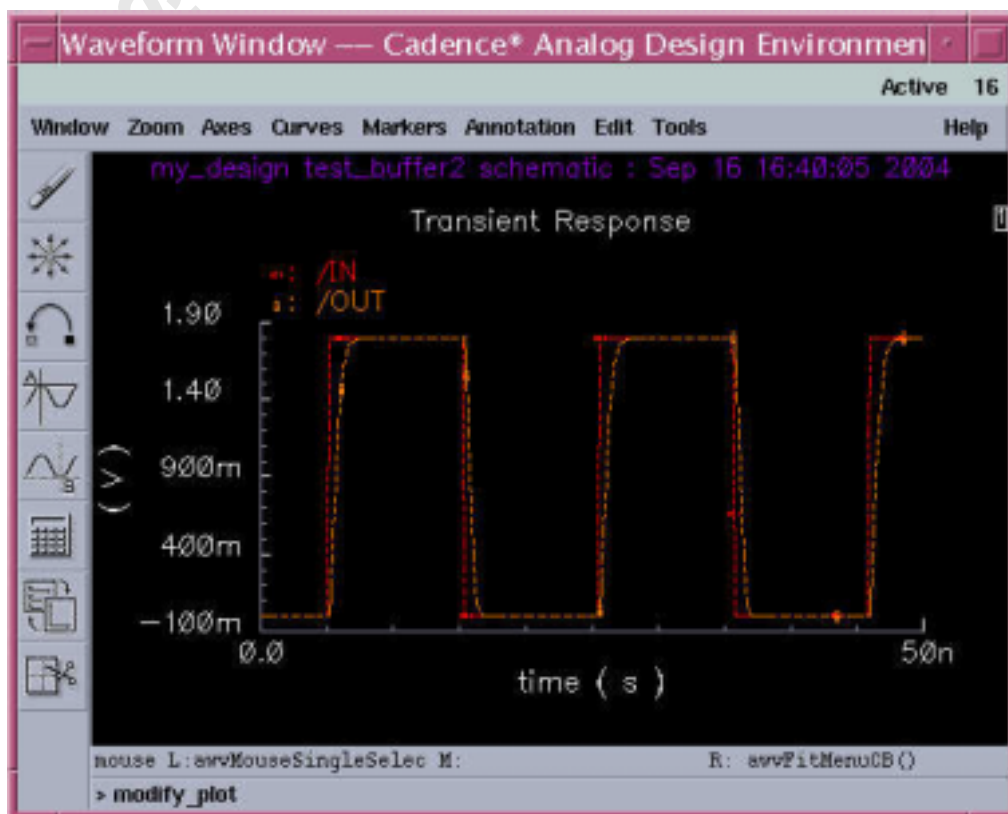 Waveform Window —— Cadence® Analog Design Environmen
Active 16
Window Zoom Axes Curves Markers Annotation Edit Tools Help
my_design test_buffer2 schematic : Sep 16 16:40:05 2004
Transient Response
1
: /IN
: /OUT
1.90
1.40
900m
400m
-100m
( V )
0.0
50n
time ( s )
mouse L:awvMouseSingleSelec M: R: awvFitMenuCB()
> modify_plot